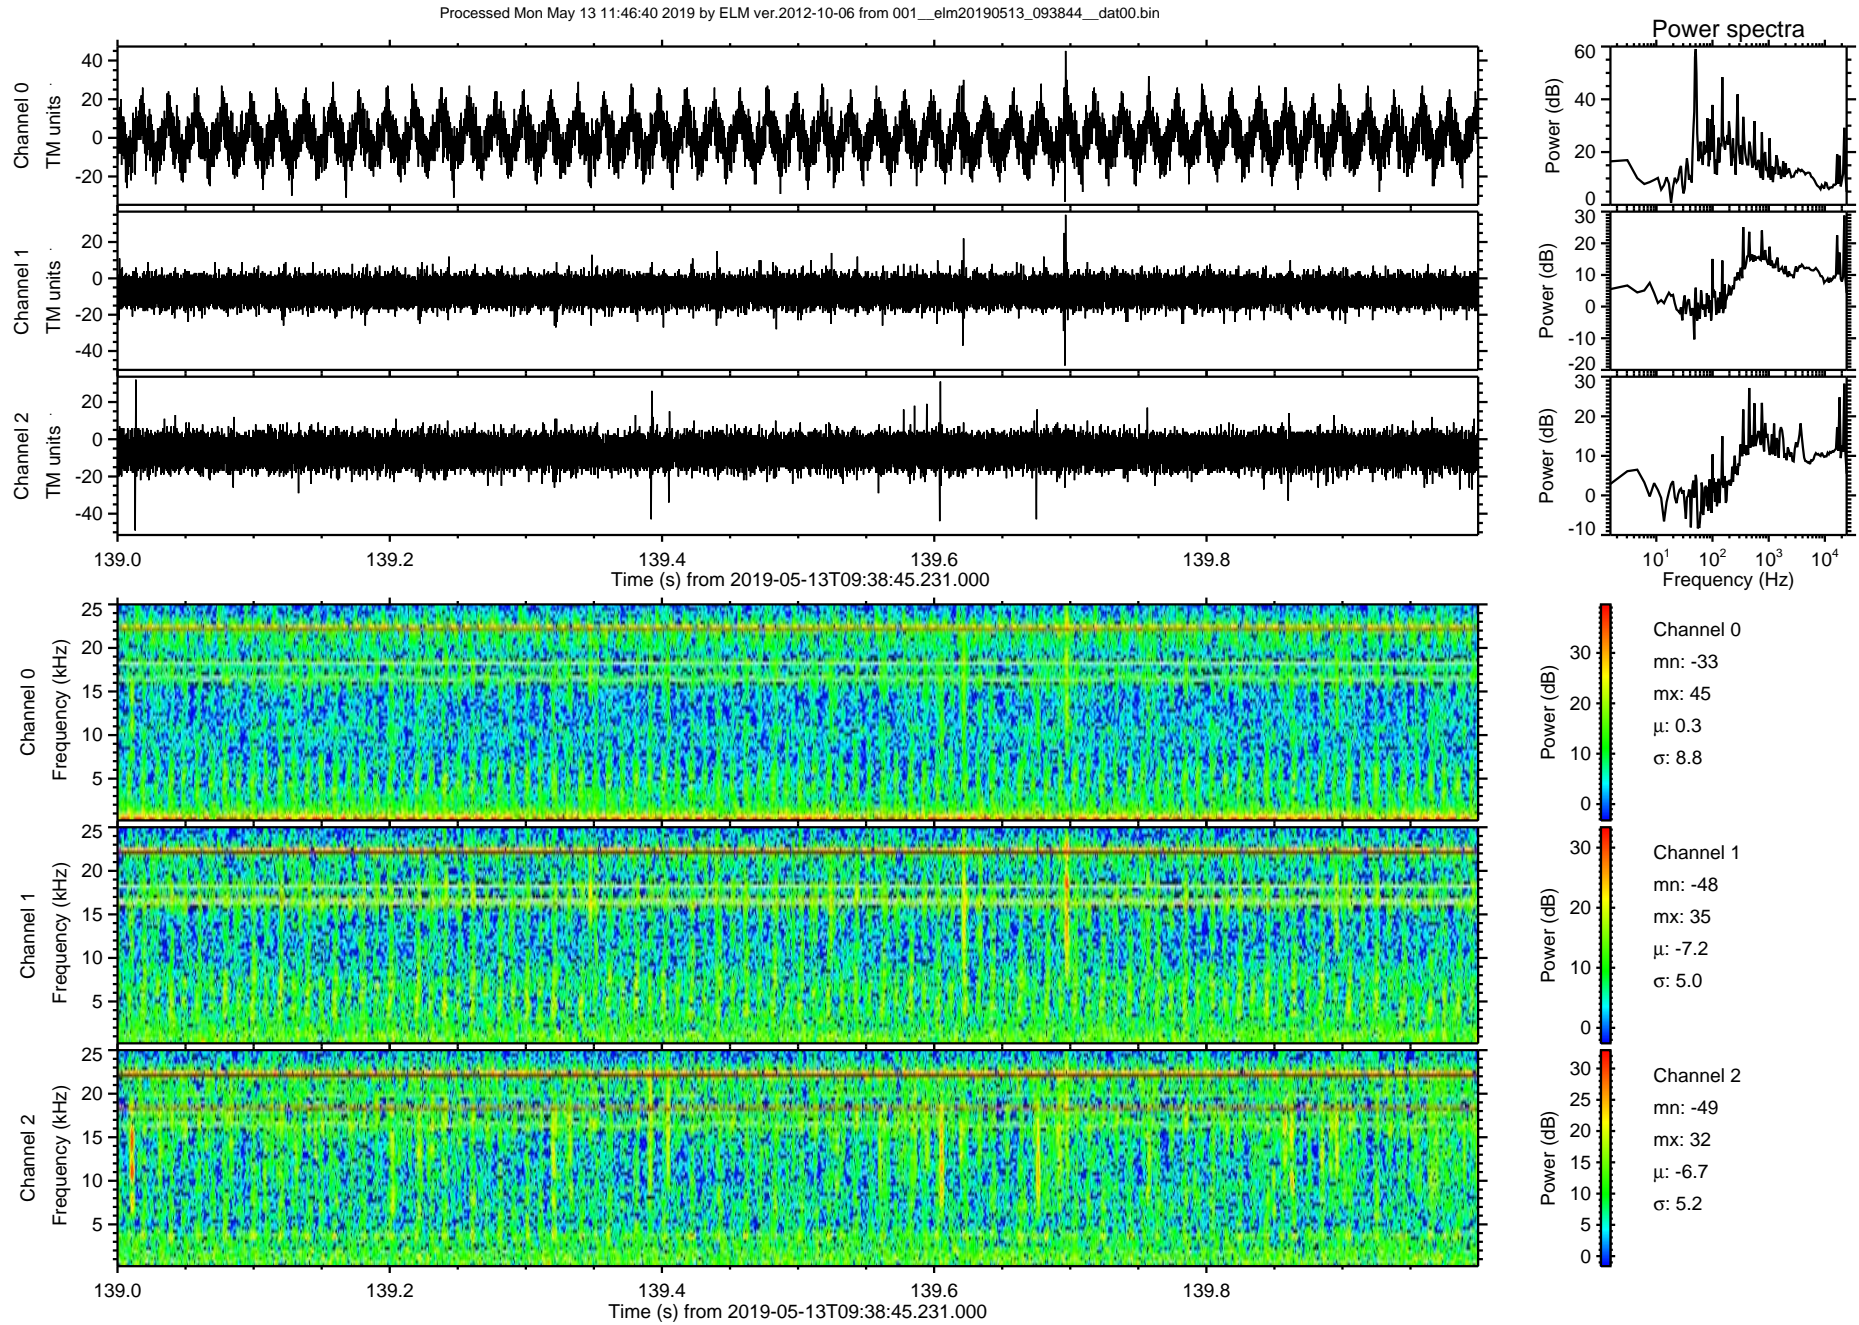 Processed Mon May 13 11:46:40 2019 by ELM ver.2012-10-06 from 001__elm20190513_093844__dat00.bin
Power spectra
Channel 0
TM units
40
20
0
-20
Power (dB)
60
40
20
0
Channel 1
TM units
20
0
-20
-40
Power (dB)
30
20
10
0
-10
-20
Channel 2
TM units
20
0
-20
-40
Power (dB)
30
20
10
0
-10
139.0 139.2 139.4 139.6 139.8
Time (s) from 2019-05-13T09:38:45.231.000
10¹ 10² 10³ 10⁴
Frequency (Hz)
Channel 0
Frequency (kHz)
25
20
15
10
5
Power (dB)
30
20
10
0
Channel 0
mn: -33
mx: 45
μ: 0.3
σ: 8.8
Channel 1
Frequency (kHz)
25
20
15
10
5
Power (dB)
30
20
10
0
Channel 1
mn: -48
mx: 35
μ: -7.2
σ: 5.0
Channel 2
Frequency (kHz)
25
20
15
10
5
Power (dB)
30
25
20
15
10
5
0
Channel 2
mn: -49
mx: 32
μ: -6.7
σ: 5.2
139.0 139.2 139.4 139.6 139.8
Time (s) from 2019-05-13T09:38:45.231.000